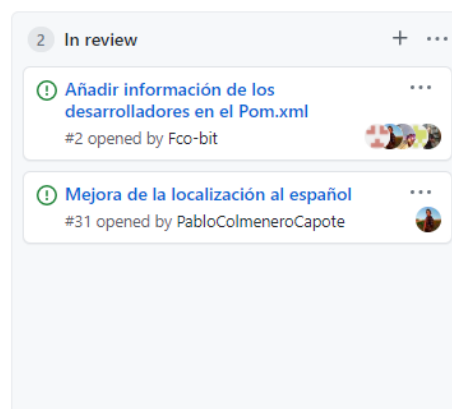 2 In review
Añadir información de los
desarrolladores en el Pom.xml
#2 opened by Fco-bit
Mejora de la localización al español
#31 opened by PabloColmeneroCapote